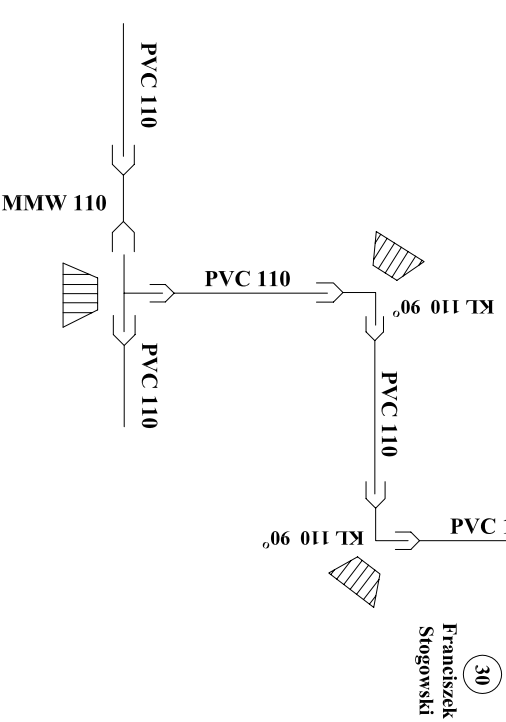 PVC 110
MMW 110
PVC 110
KL 110 90°
PVC 110
PVC 110
KL 110 90°
PVC
30
Franciszek
Stogowski